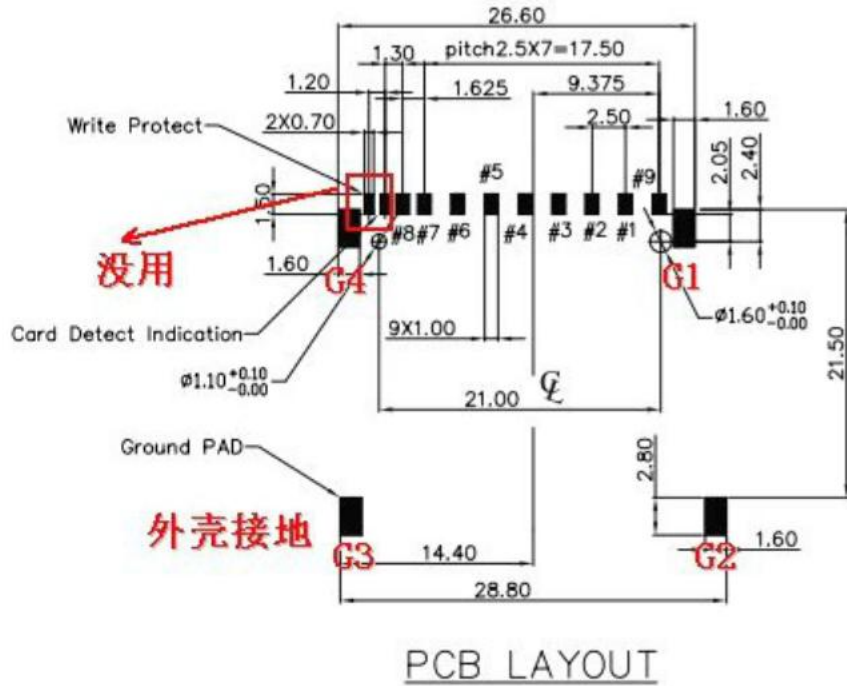 26.60
pitch2.5X7=17.50
1.30
9.375
1.20
1.625
1.60
Write Protect
2X0.70
2.50
2.05
2.40
#5
#9
1.50
#8
#7
#6
#4
#3
#2
#1
没用
1.60
G4
G1
Card Detect Indication
9X1.00
ø1.60+0.10-0.00
ø1.10+0.10-0.00
21.00
℄
21.50
Ground PAD
2.80
外壳接地
G3
14.40
G2
1.60
28.80
PCB LAYOUT